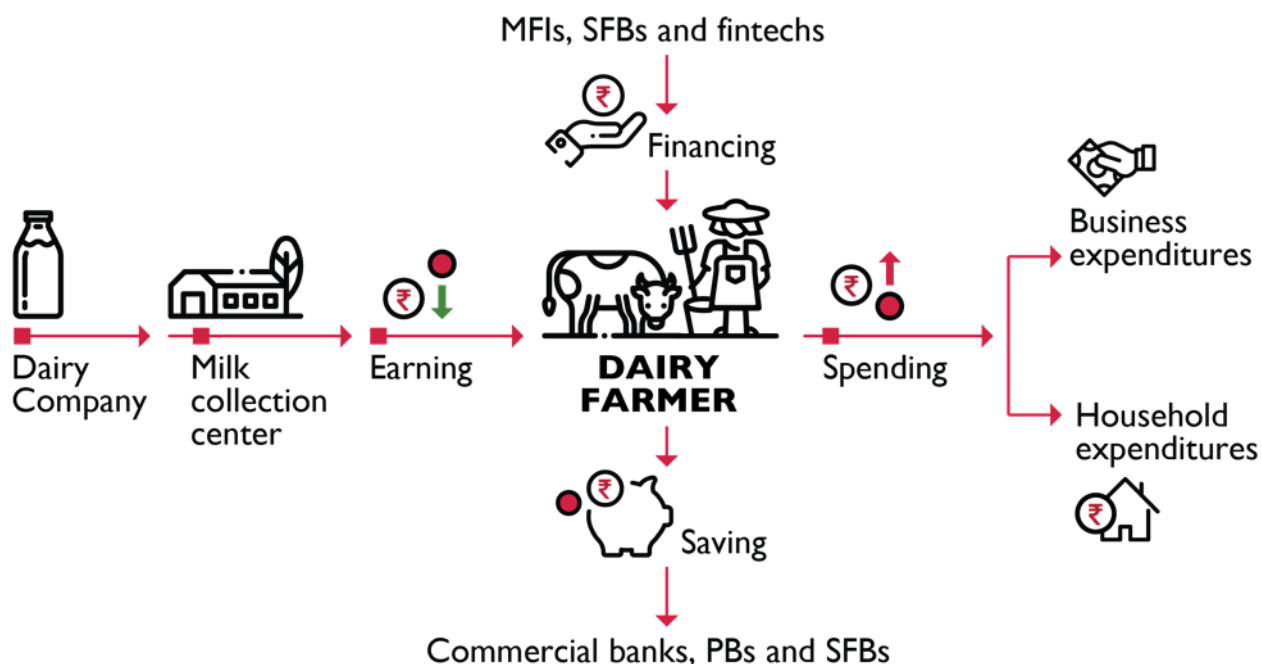 MFIs, SFBs and fintechs
₹
Financing
Business
expenditures
₹
₹
Dairy
Company
Milk
collection
center
Earning
DAIRY
FARMER
Spending
Household
expenditures
₹
₹
Saving
Commercial banks, PBs and SFBs